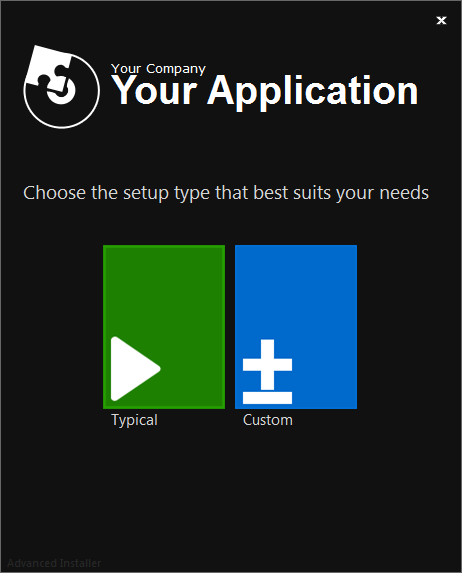 Your Company
Your Application
Choose the setup type that best suits your needs
Typical
Custom
Advanced Installer